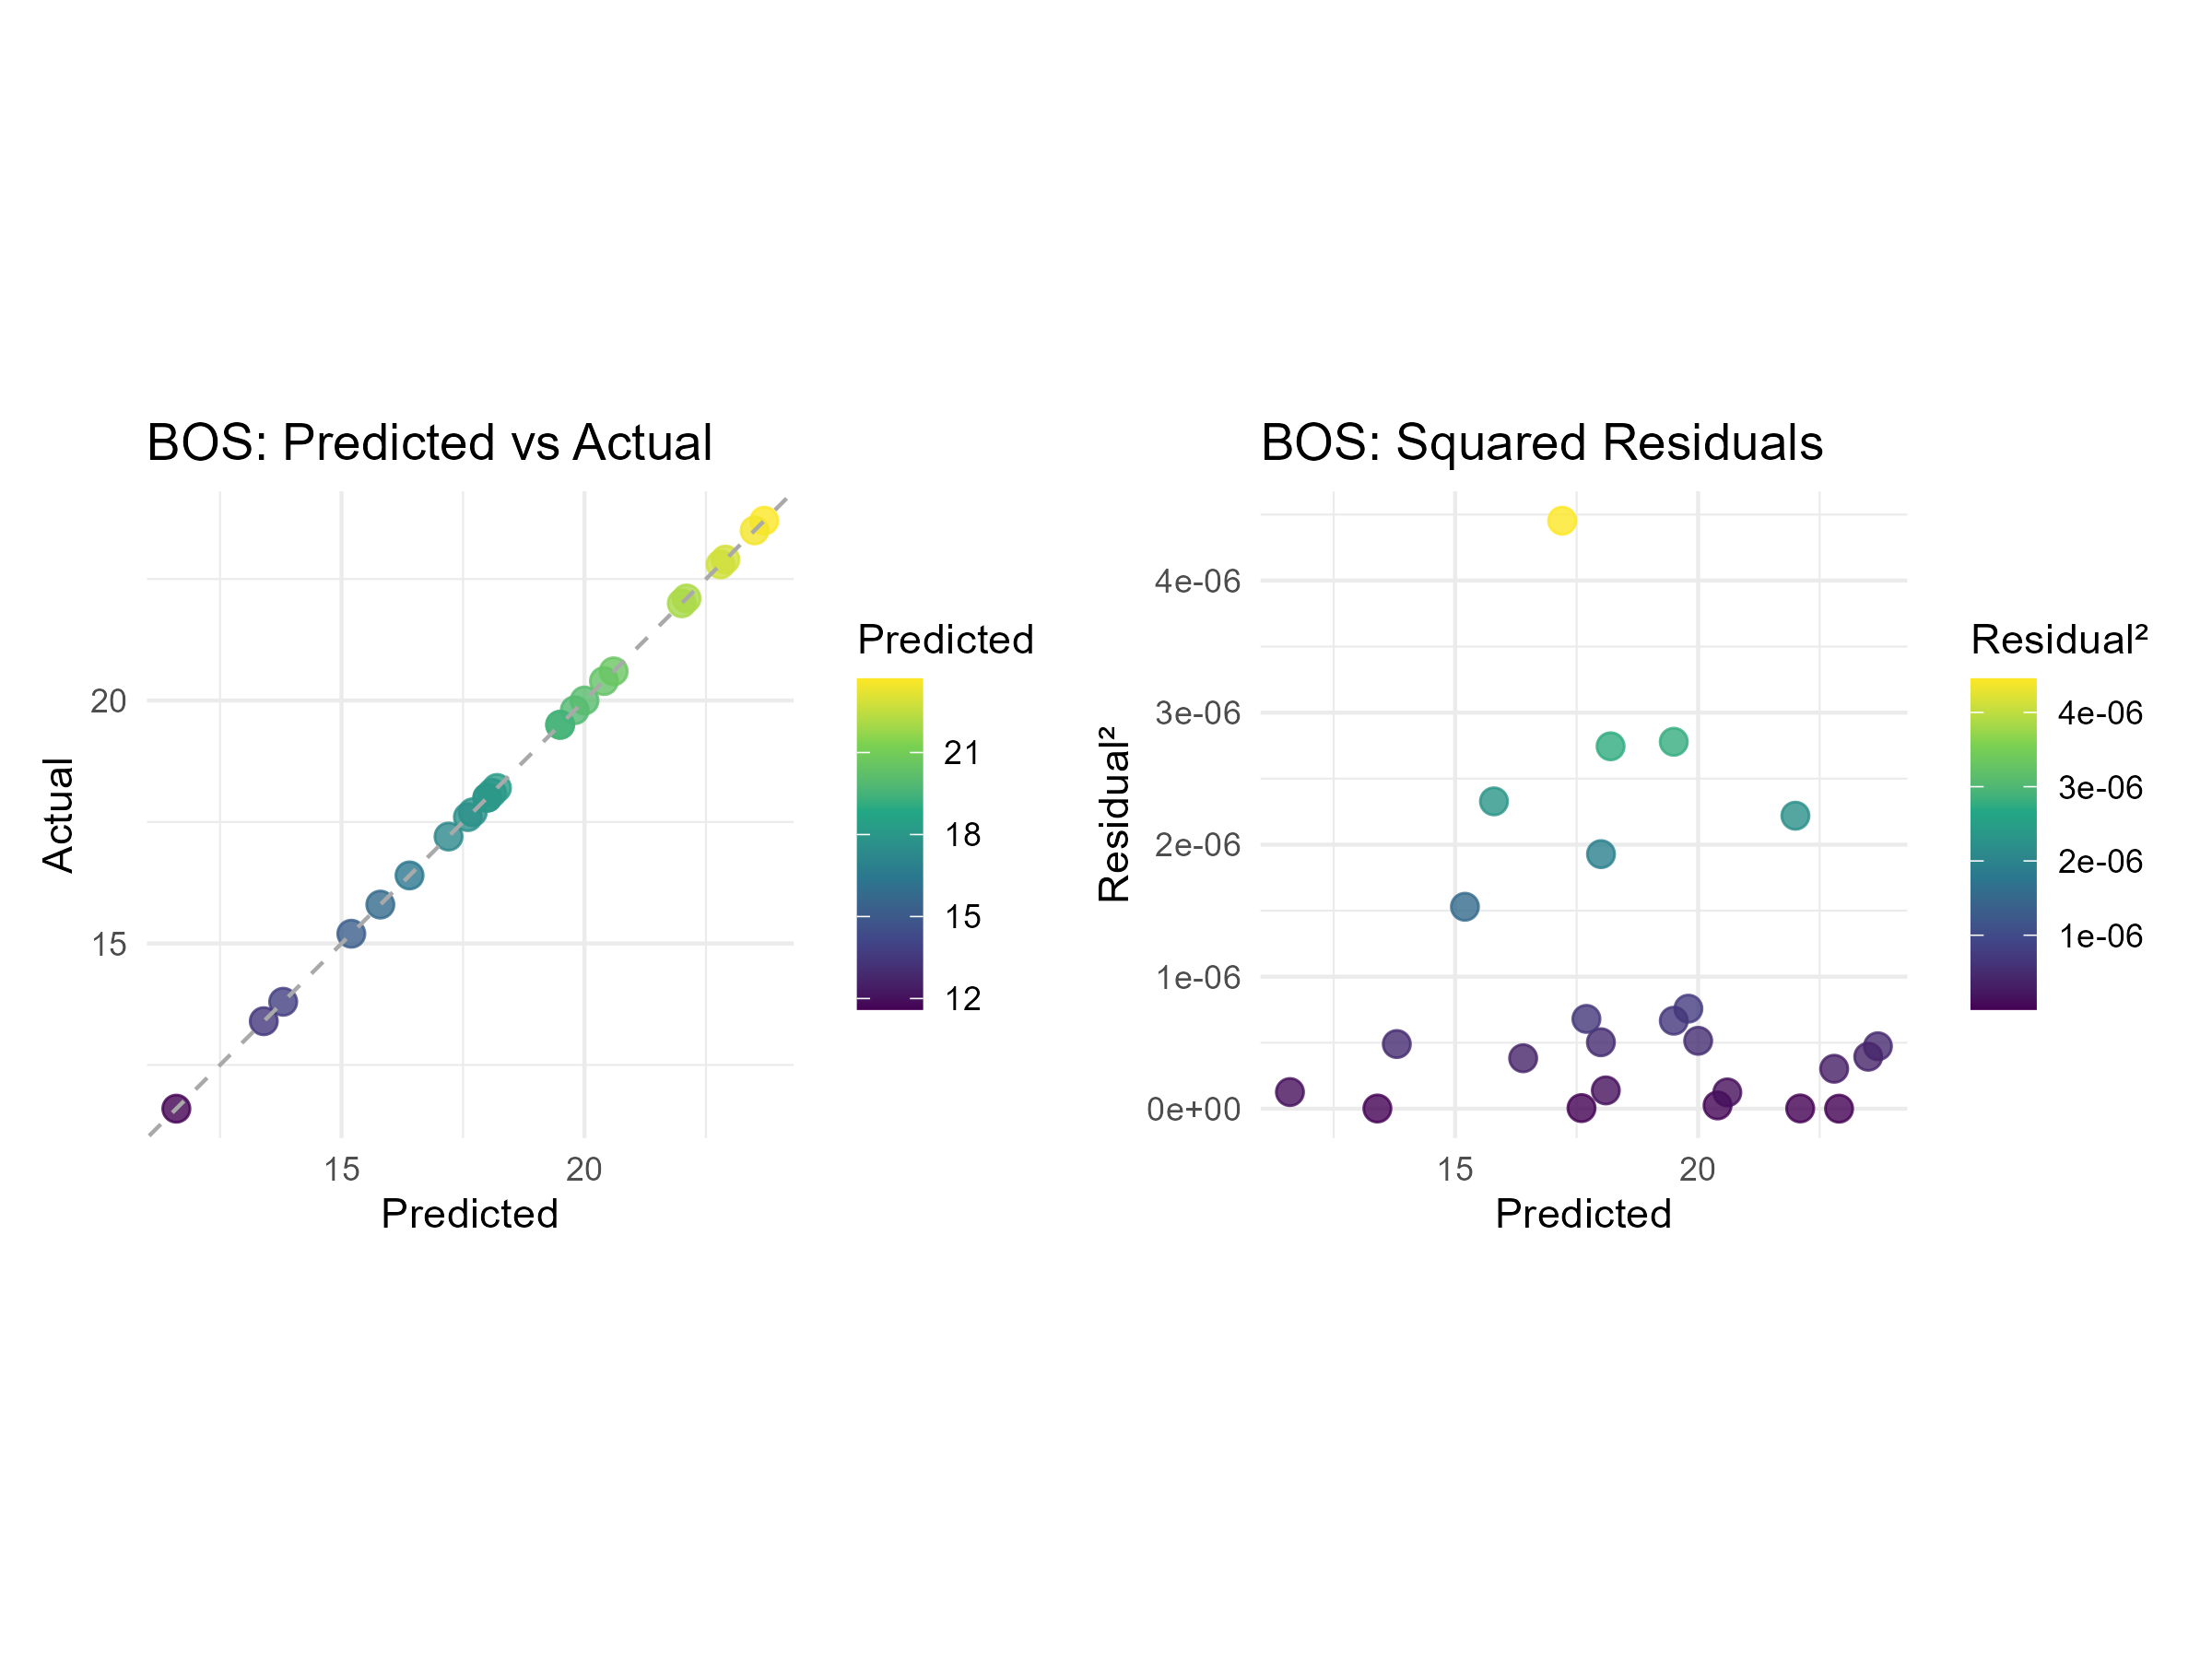 BOS: Predicted vs Actual
Actual
20
15
15
20
Predicted
Predicted
21
18
15
12
BOS: Squared Residuals
Residual²
4e-06
3e-06
2e-06
1e-06
0e+00
15
20
Predicted
Residual²
4e-06
3e-06
2e-06
1e-06